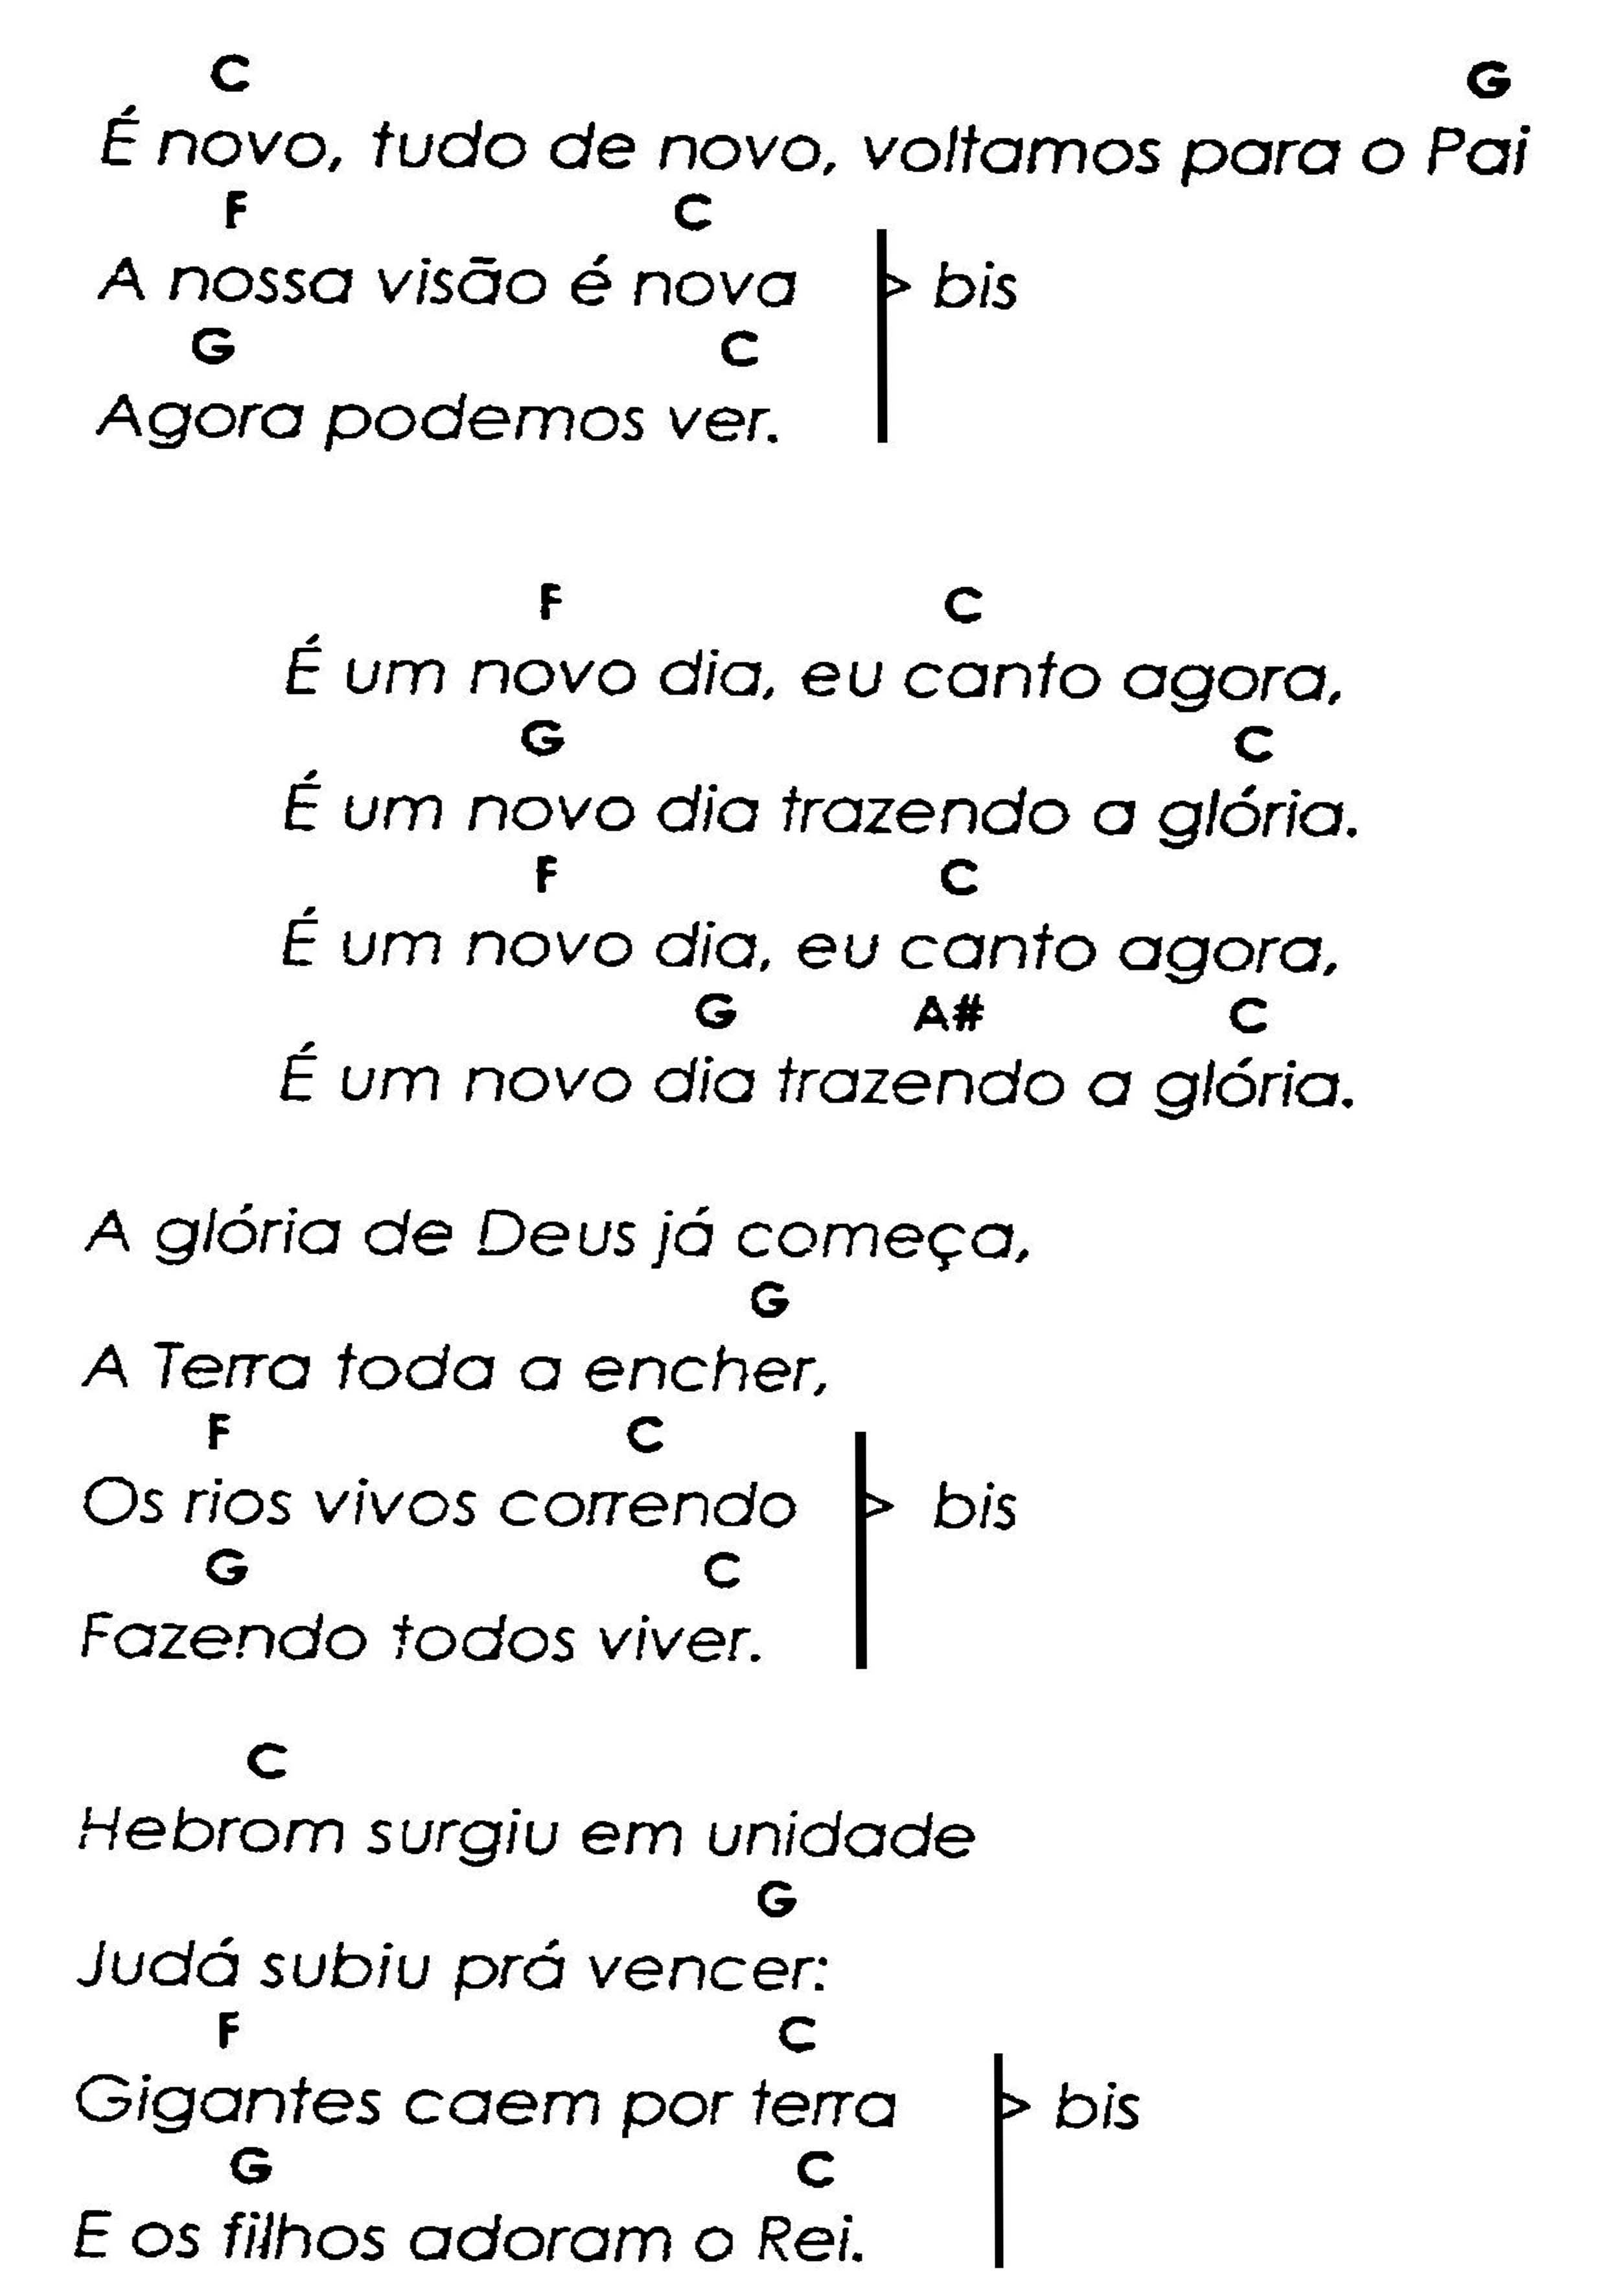 C G
É novo, tudo de novo, voltamos para o Pai
F C
A nossa visão é nova bis
G C
Agora podemos ver.
F C
É um novo dia, eu canto agora,
G C
É um novo dia trazendo a glória.
F C
É um novo dia, eu canto agora,
G A# C
É um novo dia trazendo a glória.
A glória de Deus já começa,
G
A Terra toda a encher,
F C
Os rios vivos correndo bis
G C
Fazendo todos viver.
C
Hebrom surgiu em unidade
G
Judá subiu prá vencer:
F C
Gigantes caem por terra bis
G C
E os filhos adoram o Rei.